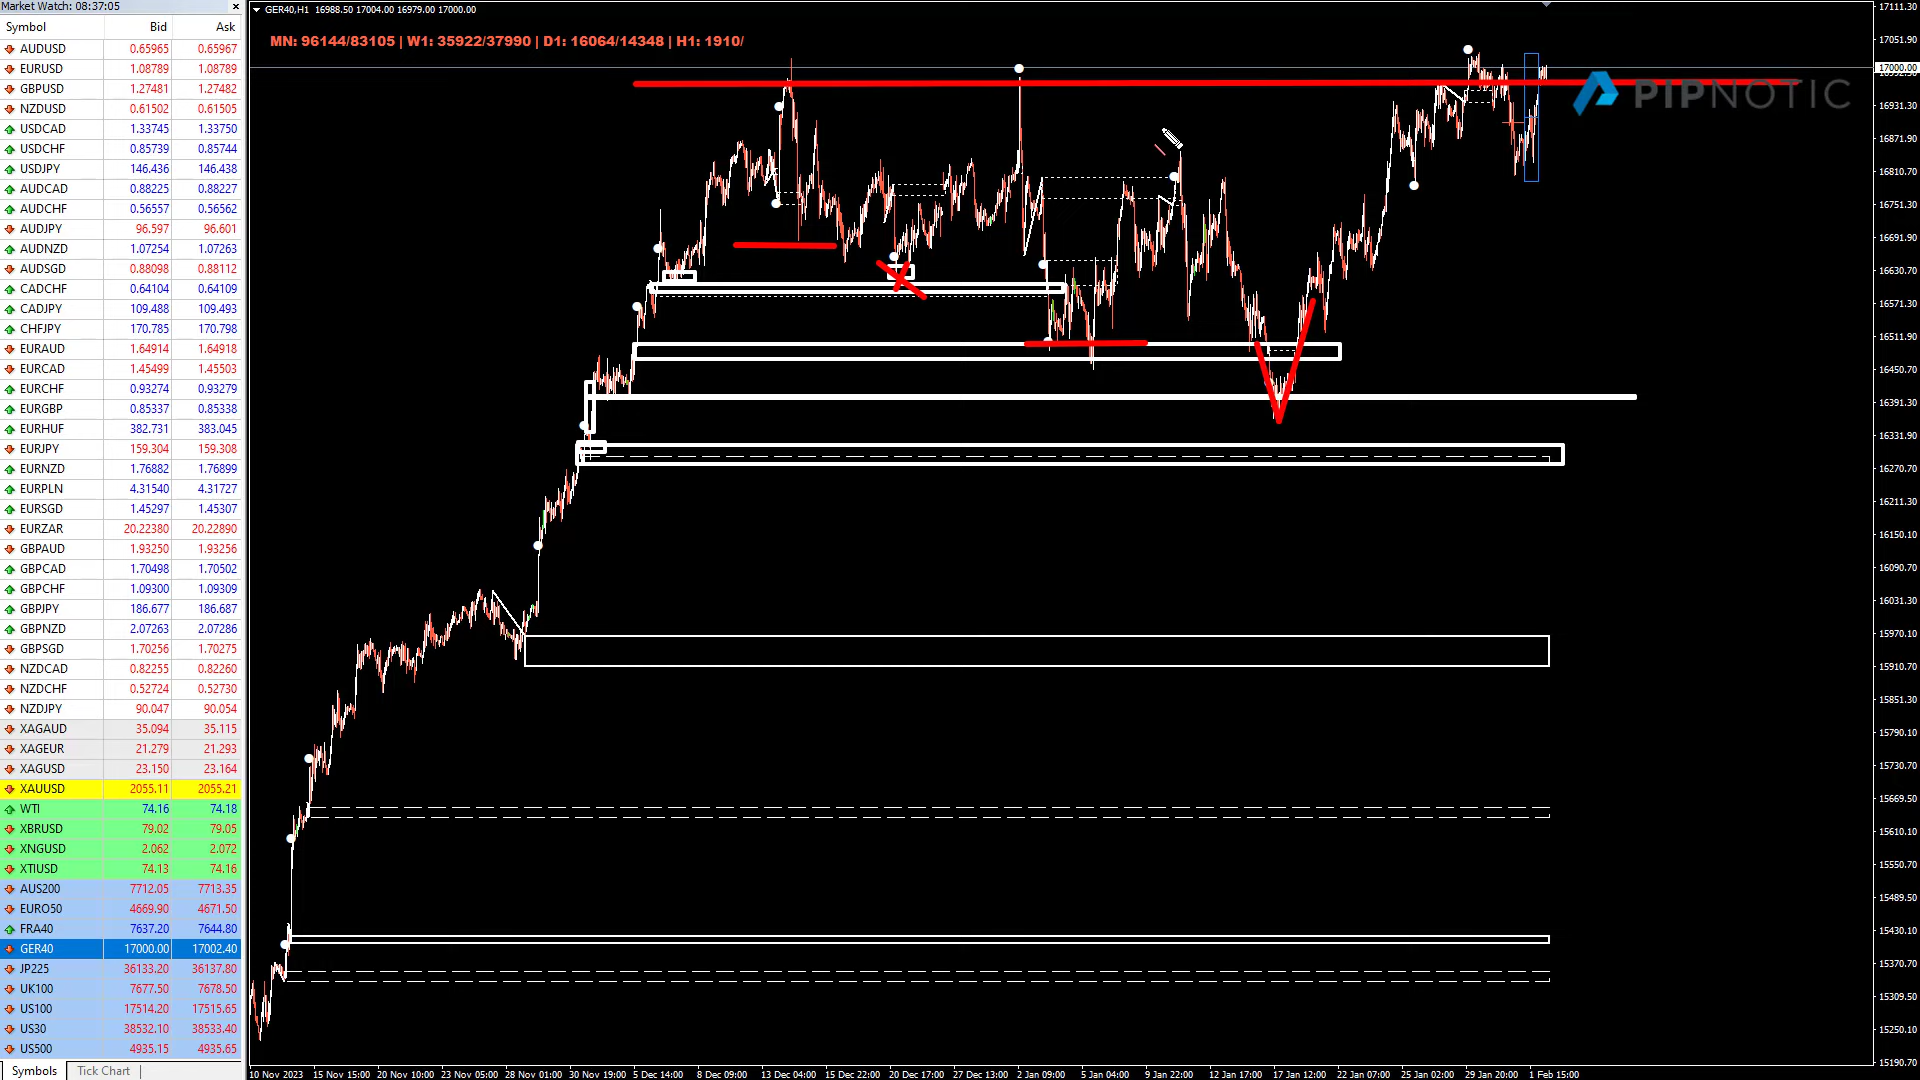 Market Watch: 08:37:05
Symbol Bid Ask
AUDUSD 0.65965 0.65967
EURUSD 1.08789 1.08789
GBPUSD 1.27481 1.27482
NZDUSD 0.61502 0.61505
USDCAD 1.33745 1.33750
USDCHF 0.85739 0.85744
USDJPY 146.436 146.438
AUDCAD 0.88225 0.88227
AUDCHF 0.56557 0.56562
AUDJPY 96.597 96.601
AUDNZD 1.07254 1.07263
AUDSGD 0.88098 0.88112
CADCHF 0.64104 0.64109
CADJPY 109.488 109.493
CHFJPY 170.785 170.798
EURAUD 1.64914 1.64918
EURCAD 1.45499 1.45503
EURCHF 0.93274 0.93279
EURGBP 0.85337 0.85338
EURHUF 382.731 383.045
EURJPY 159.304 159.308
EURNZD 1.76882 1.76899
EURPLN 4.31540 4.31727
EURSGD 1.45297 1.45307
EURZAR 20.22380 20.22890
GBPAUD 1.93250 1.93256
GBPCAD 1.70498 1.70502
GBPCHF 1.09300 1.09309
GBPJPY 186.677 186.687
GBPNZD 2.07263 2.07286
GBPSGD 1.70256 1.70275
NZDCAD 0.82255 0.82260
NZDCHF 0.52724 0.52730
NZDJPY 90.047 90.054
XAGAUD 35.094 35.115
XAGEUR 21.279 21.293
XAGUSD 23.150 23.164
XAUUSD 2055.11 2055.21
WTI 74.16 74.18
XBRUSD 79.02 79.05
XNGUSD 2.062 2.072
XTIUSD 74.13 74.16
AUS200 7712.05 7713.35
EURO50 4669.90 4671.50
FRA40 7637.20 7644.80
GER40 17000.00 17002.40
JP225 36133.20 36137.80
UK100 7677.50 7678.50
US100 17514.20 17515.65
US30 38532.10 38533.40
US500 4935.15 4935.65
Symbols Tick Chart
GER40,H1 16988.50 17004.00 16979.00 17000.00
MN: 96144/83105 | W1: 35922/37990 | D1: 16064/14348 | H1: 1910/
PIPNOTIC
17111.30
17051.90
17000.00
16931.30
16871.90
16810.70
16751.30
16691.90
16630.70
16571.30
16511.90
16450.70
16391.30
16331.90
16270.70
16211.30
16150.10
16090.70
16031.30
15970.10
15910.70
15851.30
15790.10
15730.70
15669.50
15610.10
15550.70
15489.50
15430.10
15370.70
15309.50
15250.10
15190.70
10 Nov 2023 15 Nov 15:00 20 Nov 10:00 23 Nov 05:00 28 Nov 01:00 30 Nov 19:00 5 Dec 14:00 8 Dec 09:00 13 Dec 04:00 15 Dec 22:00 20 Dec 17:00 27 Dec 13:00 2 Jan 09:00 5 Jan 04:00 9 Jan 22:00 12 Jan 17:00 17 Jan 12:00 22 Jan 07:00 25 Jan 02:00 29 Jan 20:00 1 Feb 15:00